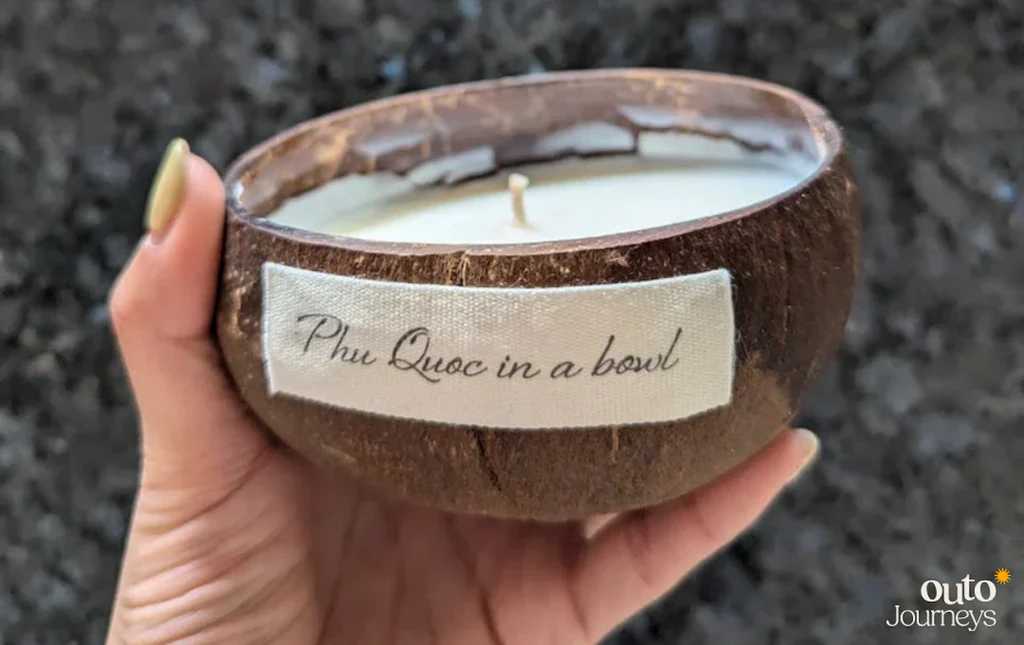 Phu Quoc in a bowl
outo
Journeys